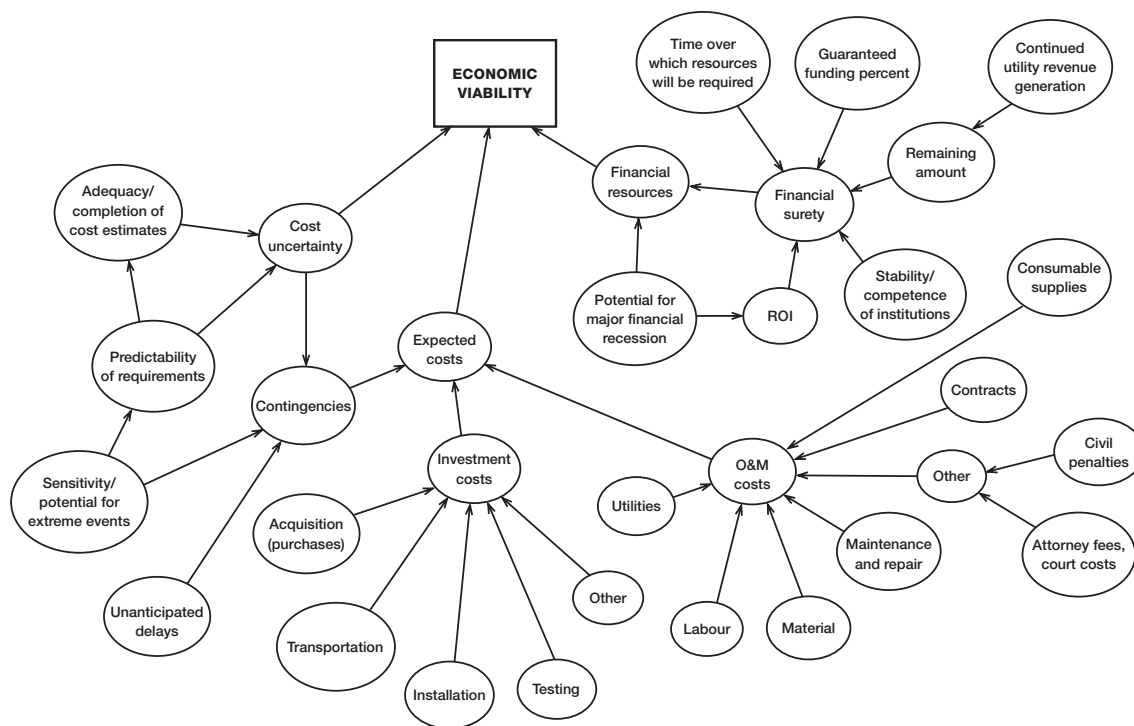 ECONOMIC
VIABILITY
Time over
which resources
will be required
Guaranteed
funding percent
Continued
utility revenue
generation
Remaining
amount
Financial
resources
Financial
surety
Adequacy/
completion of
cost estimates
Cost
uncertainty
Stability/
competence
of institutions
Consumable
supplies
Potential for
major financial
recession
ROI
Predictability
of requirements
Expected
costs
Contingencies
Contracts
Civil
penalties
Sensitivity/
potential for
extreme events
Investment
costs
O&M
costs
Other
Utilities
Acquisition
(purchases)
Maintenance
and repair
Attorney fees,
court costs
Other
Unanticipated
delays
Labour
Material
Transportation
Installation
Testing